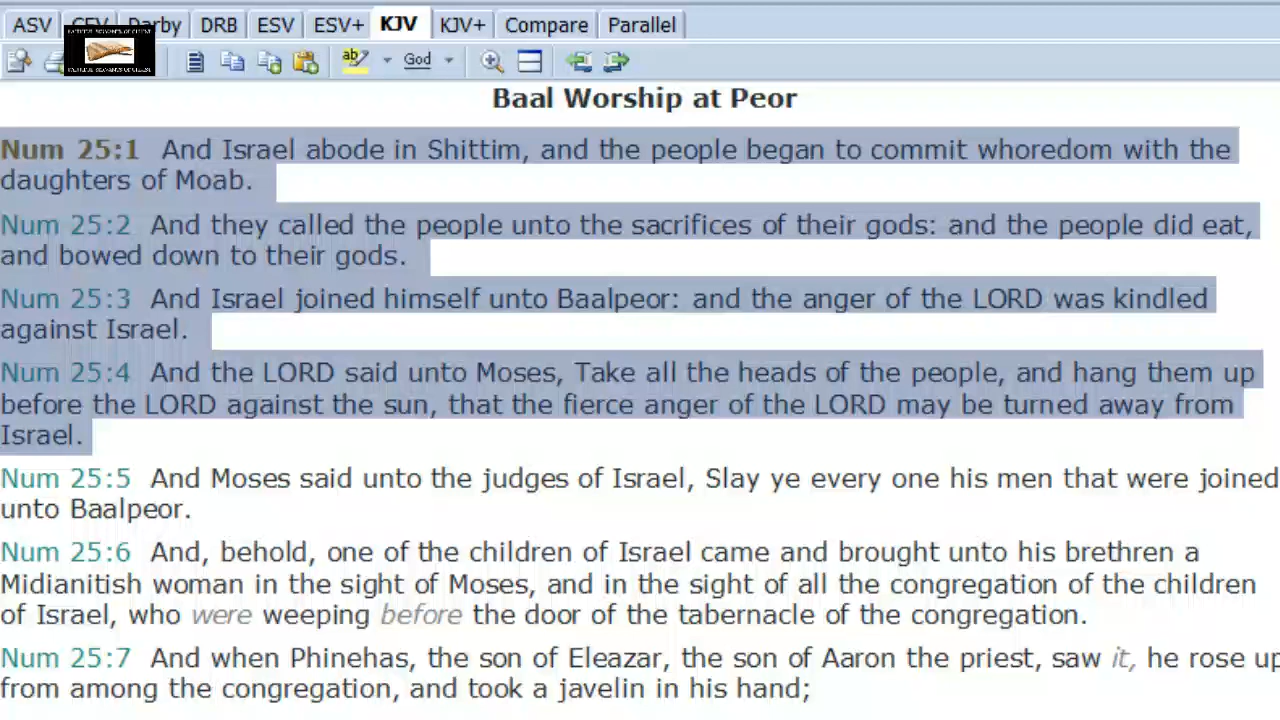 ASV CEV Darby DRB ESV ESV+ KJV KJV+ Compare Parallel
God
Baal Worship at Peor
Num 25:1 And Israel abode in Shittim, and the people began to commit whoredom with the
daughters of Moab.
Num 25:2 And they called the people unto the sacrifices of their gods: and the people did eat,
and bowed down to their gods.
Num 25:3 And Israel joined himself unto Baalpeor: and the anger of the LORD was kindled
against Israel.
Num 25:4 And the LORD said unto Moses, Take all the heads of the people, and hang them up
before the LORD against the sun, that the fierce anger of the LORD may be turned away from
Israel.
Num 25:5 And Moses said unto the judges of Israel, Slay ye every one his men that were joined
unto Baalpeor.
Num 25:6 And, behold, one of the children of Israel came and brought unto his brethren a
Midianitish woman in the sight of Moses, and in the sight of all the congregation of the children
of Israel, who were weeping before the door of the tabernacle of the congregation.
Num 25:7 And when Phinehas, the son of Eleazar, the son of Aaron the priest, saw it, he rose up
from among the congregation, and took a javelin in his hand;